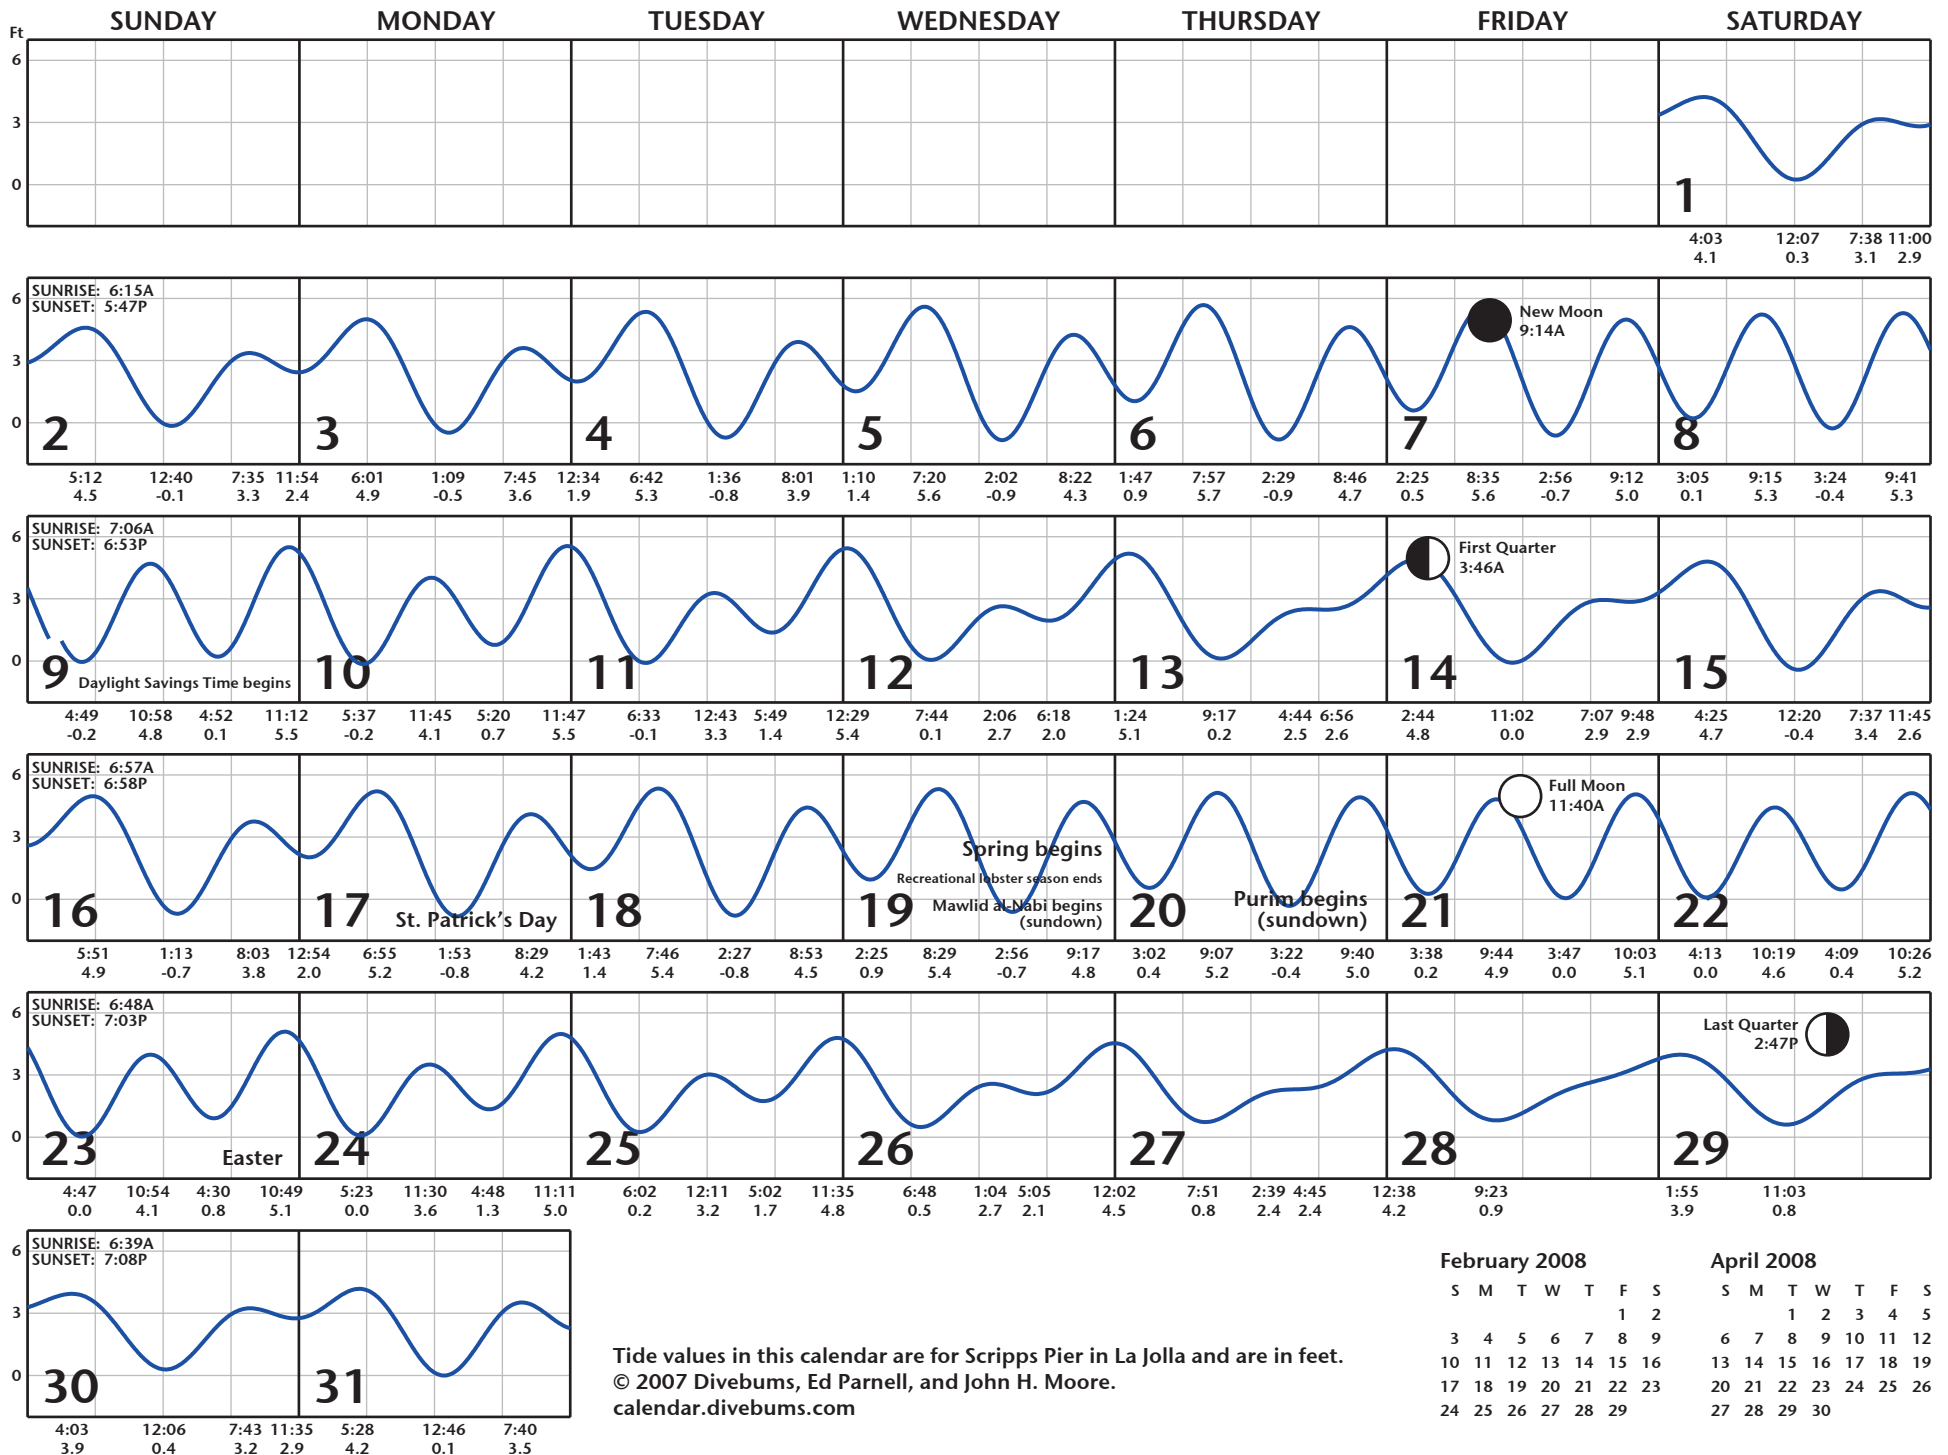 SUNDAY MONDAY TUESDAY WEDNESDAY THURSDAY FRIDAY SATURDAY
Ft
6
3
0
1
4:03 12:07 7:38 11:00
4.1 0.3 3.1 2.9
SUNRISE: 6:15A
SUNSET: 5:47P
New Moon
9:14A
6
3
0
2 3 4 5 6 7 8
5:12 12:40 7:35 11:54 6:01 1:09 7:45 12:34 6:42 1:36 8:01 1:10 7:20 2:02 8:22 1:47 7:57 2:29 8:46 2:25 8:35 2:56 9:12 3:05 9:15 3:24 9:41
4.5 -0.1 3.3 2.4 4.9 -0.5 3.6 1.9 5.3 -0.8 3.9 1.4 5.6 -0.9 4.3 0.9 5.7 -0.9 4.7 0.5 5.6 -0.7 5.0 0.1 5.3 -0.4 5.3
SUNRISE: 7:06A
SUNSET: 6:53P
First Quarter
3:46A
6
3
0
9 Daylight Savings Time begins 10 11 12 13 14 15
4:49 10:58 4:52 11:12 5:37 11:45 5:20 11:47 6:33 12:43 5:49 12:29 7:44 2:06 6:18 1:24 9:17 4:44 6:56 2:44 11:02 7:07 9:48 4:25 12:20 7:37 11:45
-0.2 4.8 0.1 5.5 -0.2 4.1 0.7 5.5 -0.1 3.3 1.4 5.4 0.1 2.7 2.0 5.1 0.2 2.5 2.6 4.8 0.0 2.9 2.9 4.7 -0.4 3.4 2.6
SUNRISE: 6:57A
SUNSET: 6:58P
Full Moon
11:40A
6
3
0
Spring begins
Recreational lobster season ends
Mawlid al-Nabi begins
(sundown)
Purim begins
(sundown)
16 17 St. Patrick's Day 18 19 20 21 22
5:51 1:13 8:03 12:54 6:55 1:53 8:29 1:43 7:46 2:27 8:53 2:25 8:29 2:56 9:17 3:02 9:07 3:22 9:40 3:38 9:44 3:47 10:03 4:13 10:19 4:09 10:26
4.9 -0.7 3.8 2.0 5.2 -0.8 4.2 1.4 5.4 -0.8 4.5 0.9 5.4 -0.7 4.8 0.4 5.2 -0.4 5.0 0.2 4.9 0.0 5.1 0.0 4.6 0.4 5.2
SUNRISE: 6:48A
SUNSET: 7:03P
Last Quarter
2:47P
6
3
0
23 Easter 24 25 26 27 28 29
4:47 10:54 4:30 10:49 5:23 11:30 4:48 11:11 6:02 12:11 5:02 11:35 6:48 1:04 5:05 12:02 7:51 2:39 4:45 12:38 9:23 1:55 11:03
0.0 4.1 0.8 5.1 0.0 3.6 1.3 5.0 0.2 3.2 1.7 4.8 0.5 2.7 2.1 4.5 0.8 2.4 2.4 4.2 0.9 3.9 0.8
SUNRISE: 6:39A
SUNSET: 7:08P
6
3
0
30 31
4:03 12:06 7:43 11:35 5:28 12:46 7:40
3.9 0.4 3.2 2.9 4.2 0.1 3.5
Tide values in this calendar are for Scripps Pier in La Jolla and are in feet.
© 2007 Divebums, Ed Parnell, and John H. Moore.
calendar.divebums.com
February 2008
S M T W T F S
1 2
3 4 5 6 7 8 9
10 11 12 13 14 15 16
17 18 19 20 21 22 23
24 25 26 27 28 29
April 2008
S M T W T F S
1 2 3 4 5
6 7 8 9 10 11 12
13 14 15 16 17 18 19
20 21 22 23 24 25 26
27 28 29 30